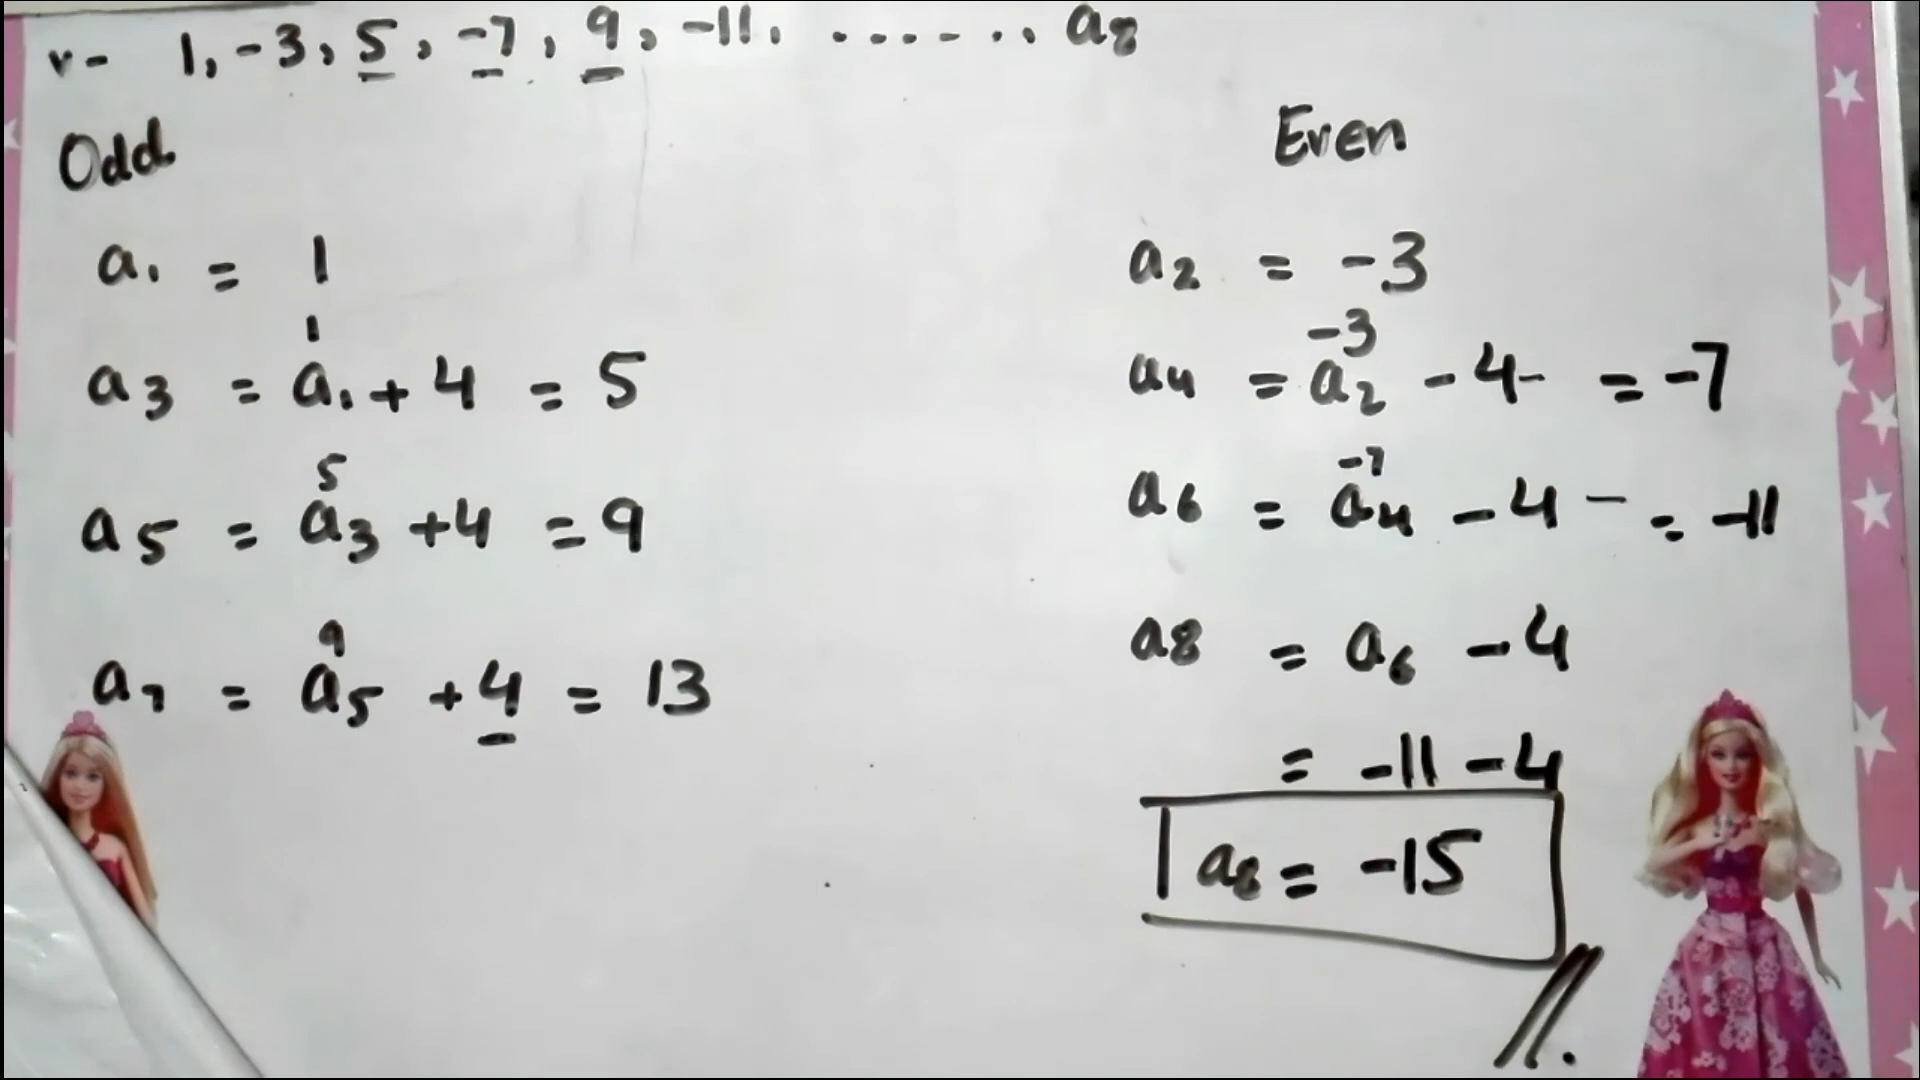 v- 1, -3, 5, -7, 9, -11, ....... a8
Odd
Even
a1 = 1
1
a3 = a1 + 4 = 5
5
a5 = a3 + 4 = 9
9
a7 = a5 + 4 = 13
a2 = -3
-3
a4 = a2 - 4 - = -7
-7
a6 = a4 - 4 - = -11
a8 = a6 - 4
= -11 - 4
a8 = -15